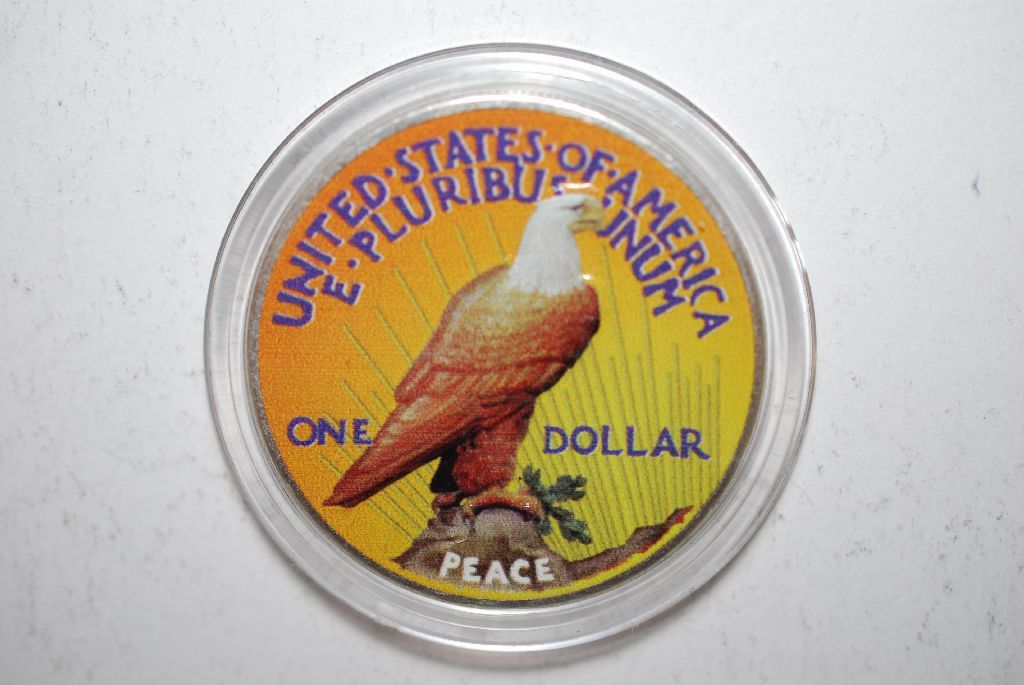 UNITED·STATES·OF·AMERICA
E·PLURIBUS UNUM
ONE DOLLAR
PEACE